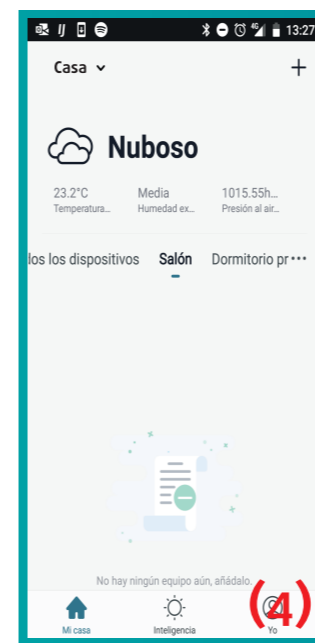 13:27
Casa
+
Nuboso
23.2°C Media 1015.55h...
Temperatura... Humedad ex... Presión al air...
los los dispositivos Salón Dormitorio pr ···
No hay ningún equipo aún, añádalo.
(4)
Mi casa Inteligencia Yo